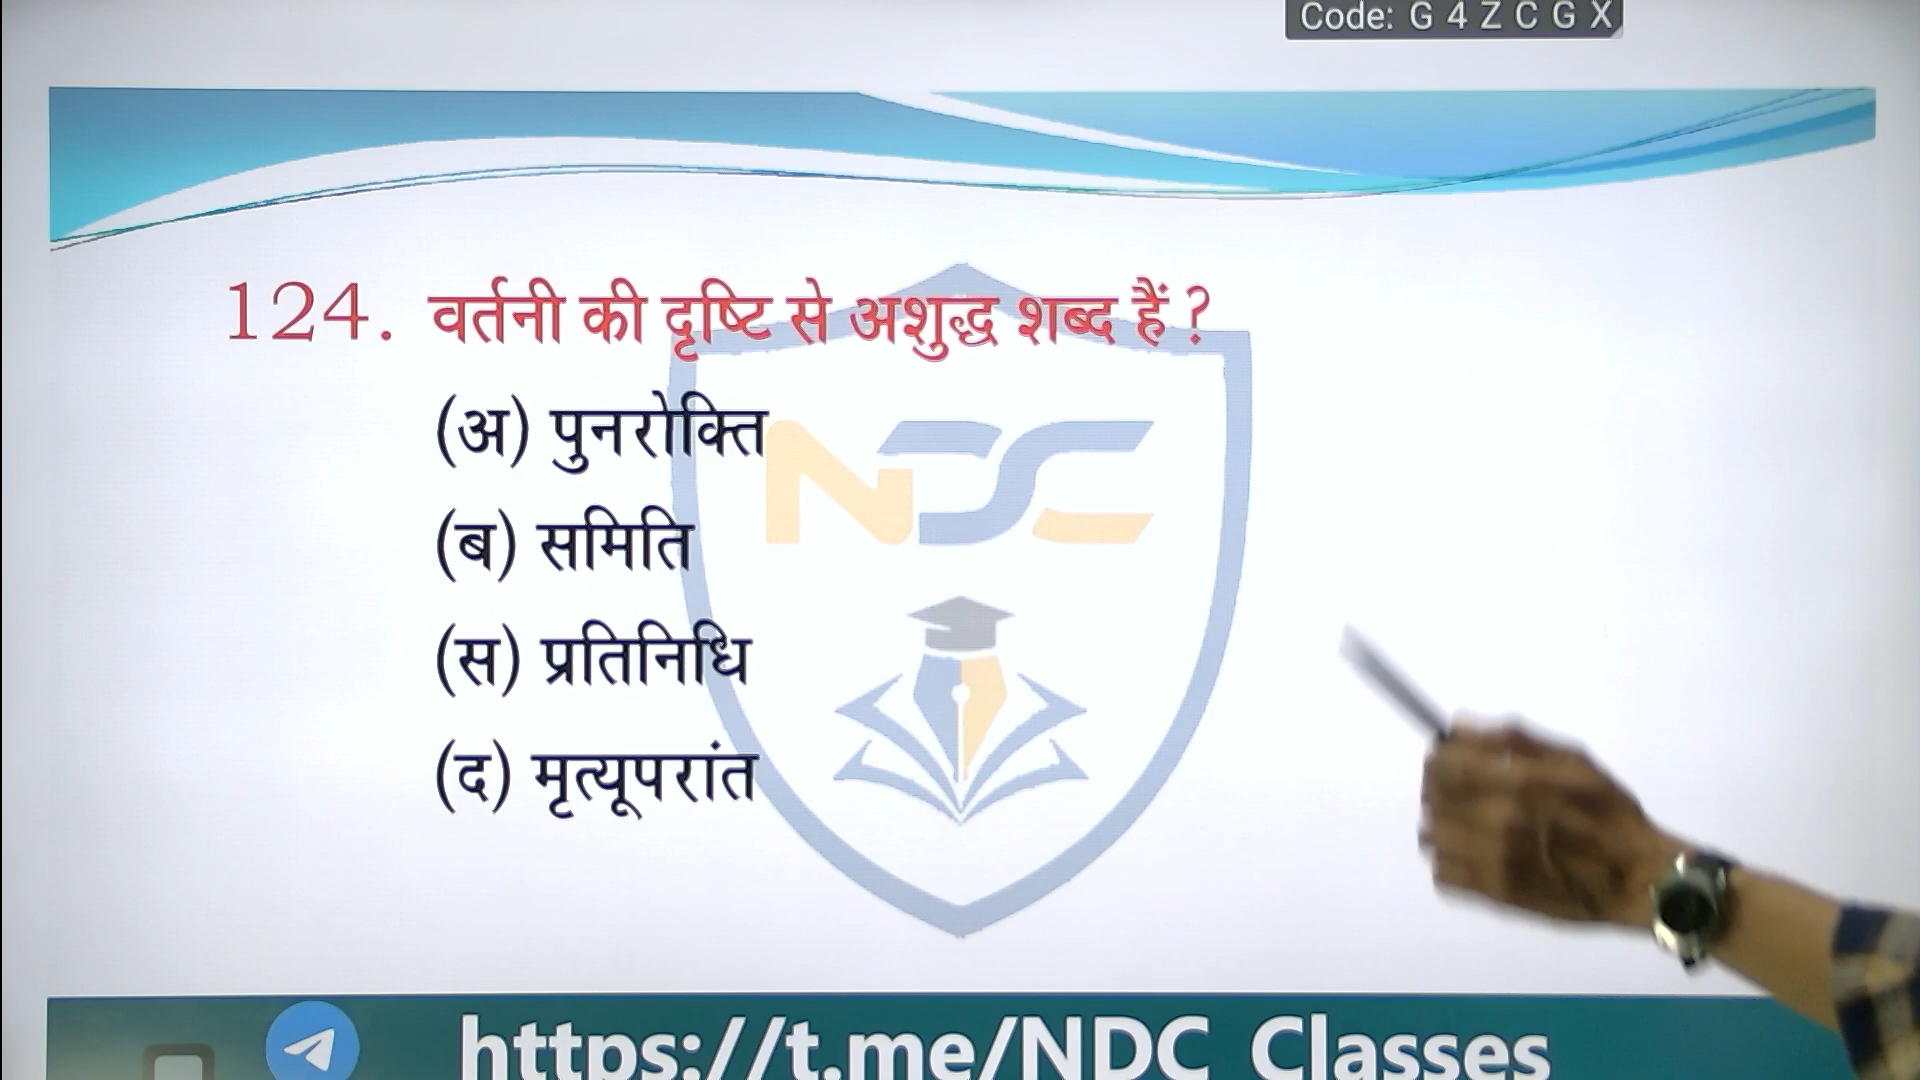 Code: G 4 Z C G X
124. वर्तनी की दृष्टि से अशुद्ध शब्द हैं ?
(अ) पुनरोक्ति
NDC
(ब) समिति
(स) प्रतिनिधि
(द) मृत्यूपरांत
https://t.me/NDC_Classes